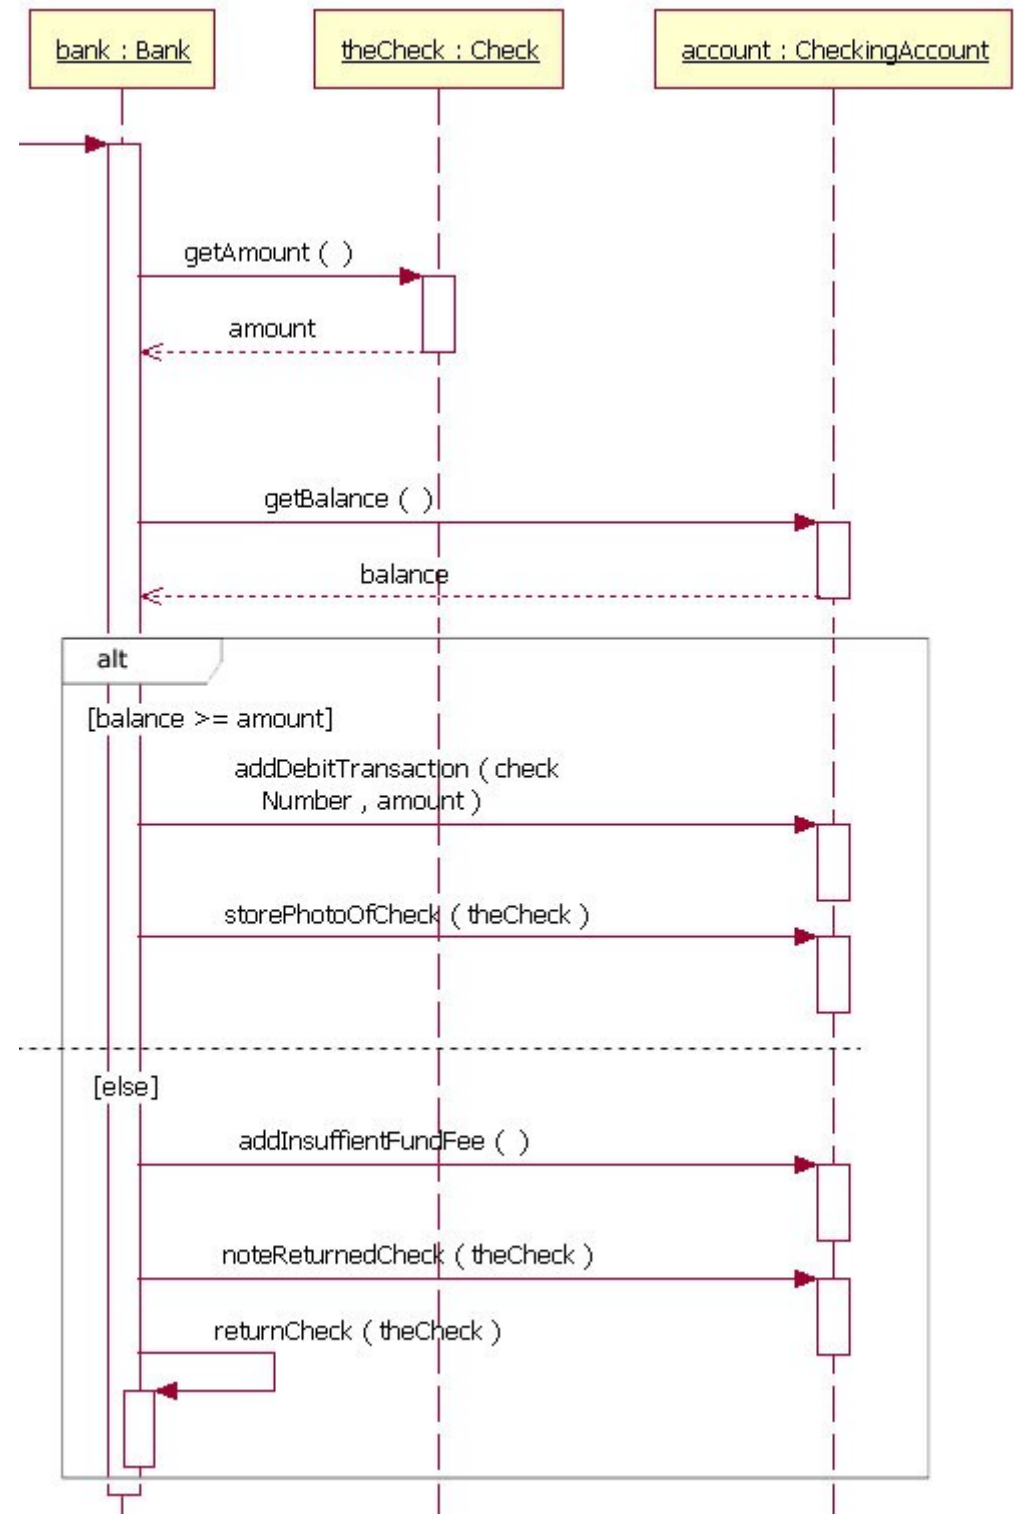 bank : Bank
theCheck : Check
account : CheckingAccount
getAmount ( )
amount
getBalance ( )
balance
alt
[balance >= amount]
addDebitTransaction ( check
Number , amount )
storePhotoOfCheck ( theCheck )
[else]
addInsuffientFundFee ( )
noteReturnedCheck ( theCheck )
returnCheck ( theCheck )